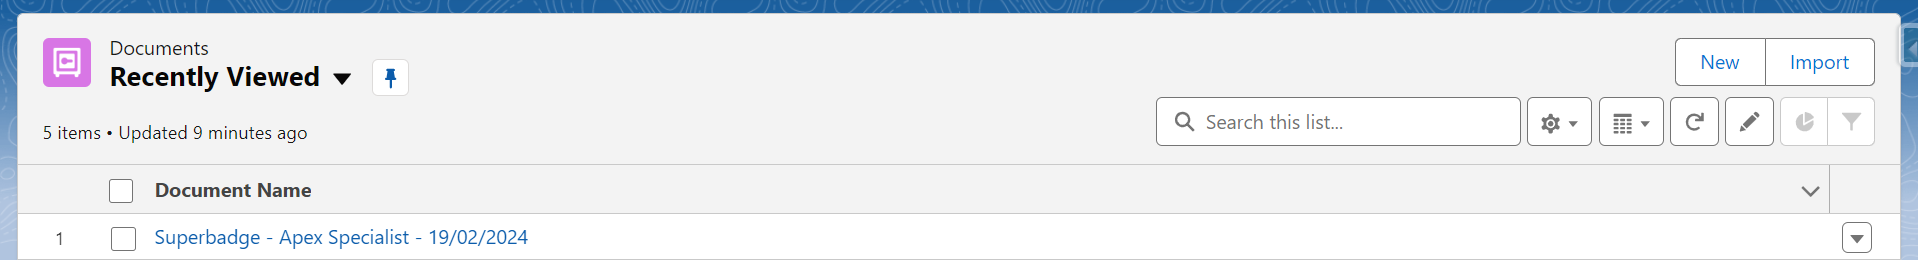 Documents
Recently Viewed
New Import
5 items • Updated 9 minutes ago
Search this list...
Document Name
1 Superbadge - Apex Specialist - 19/02/2024